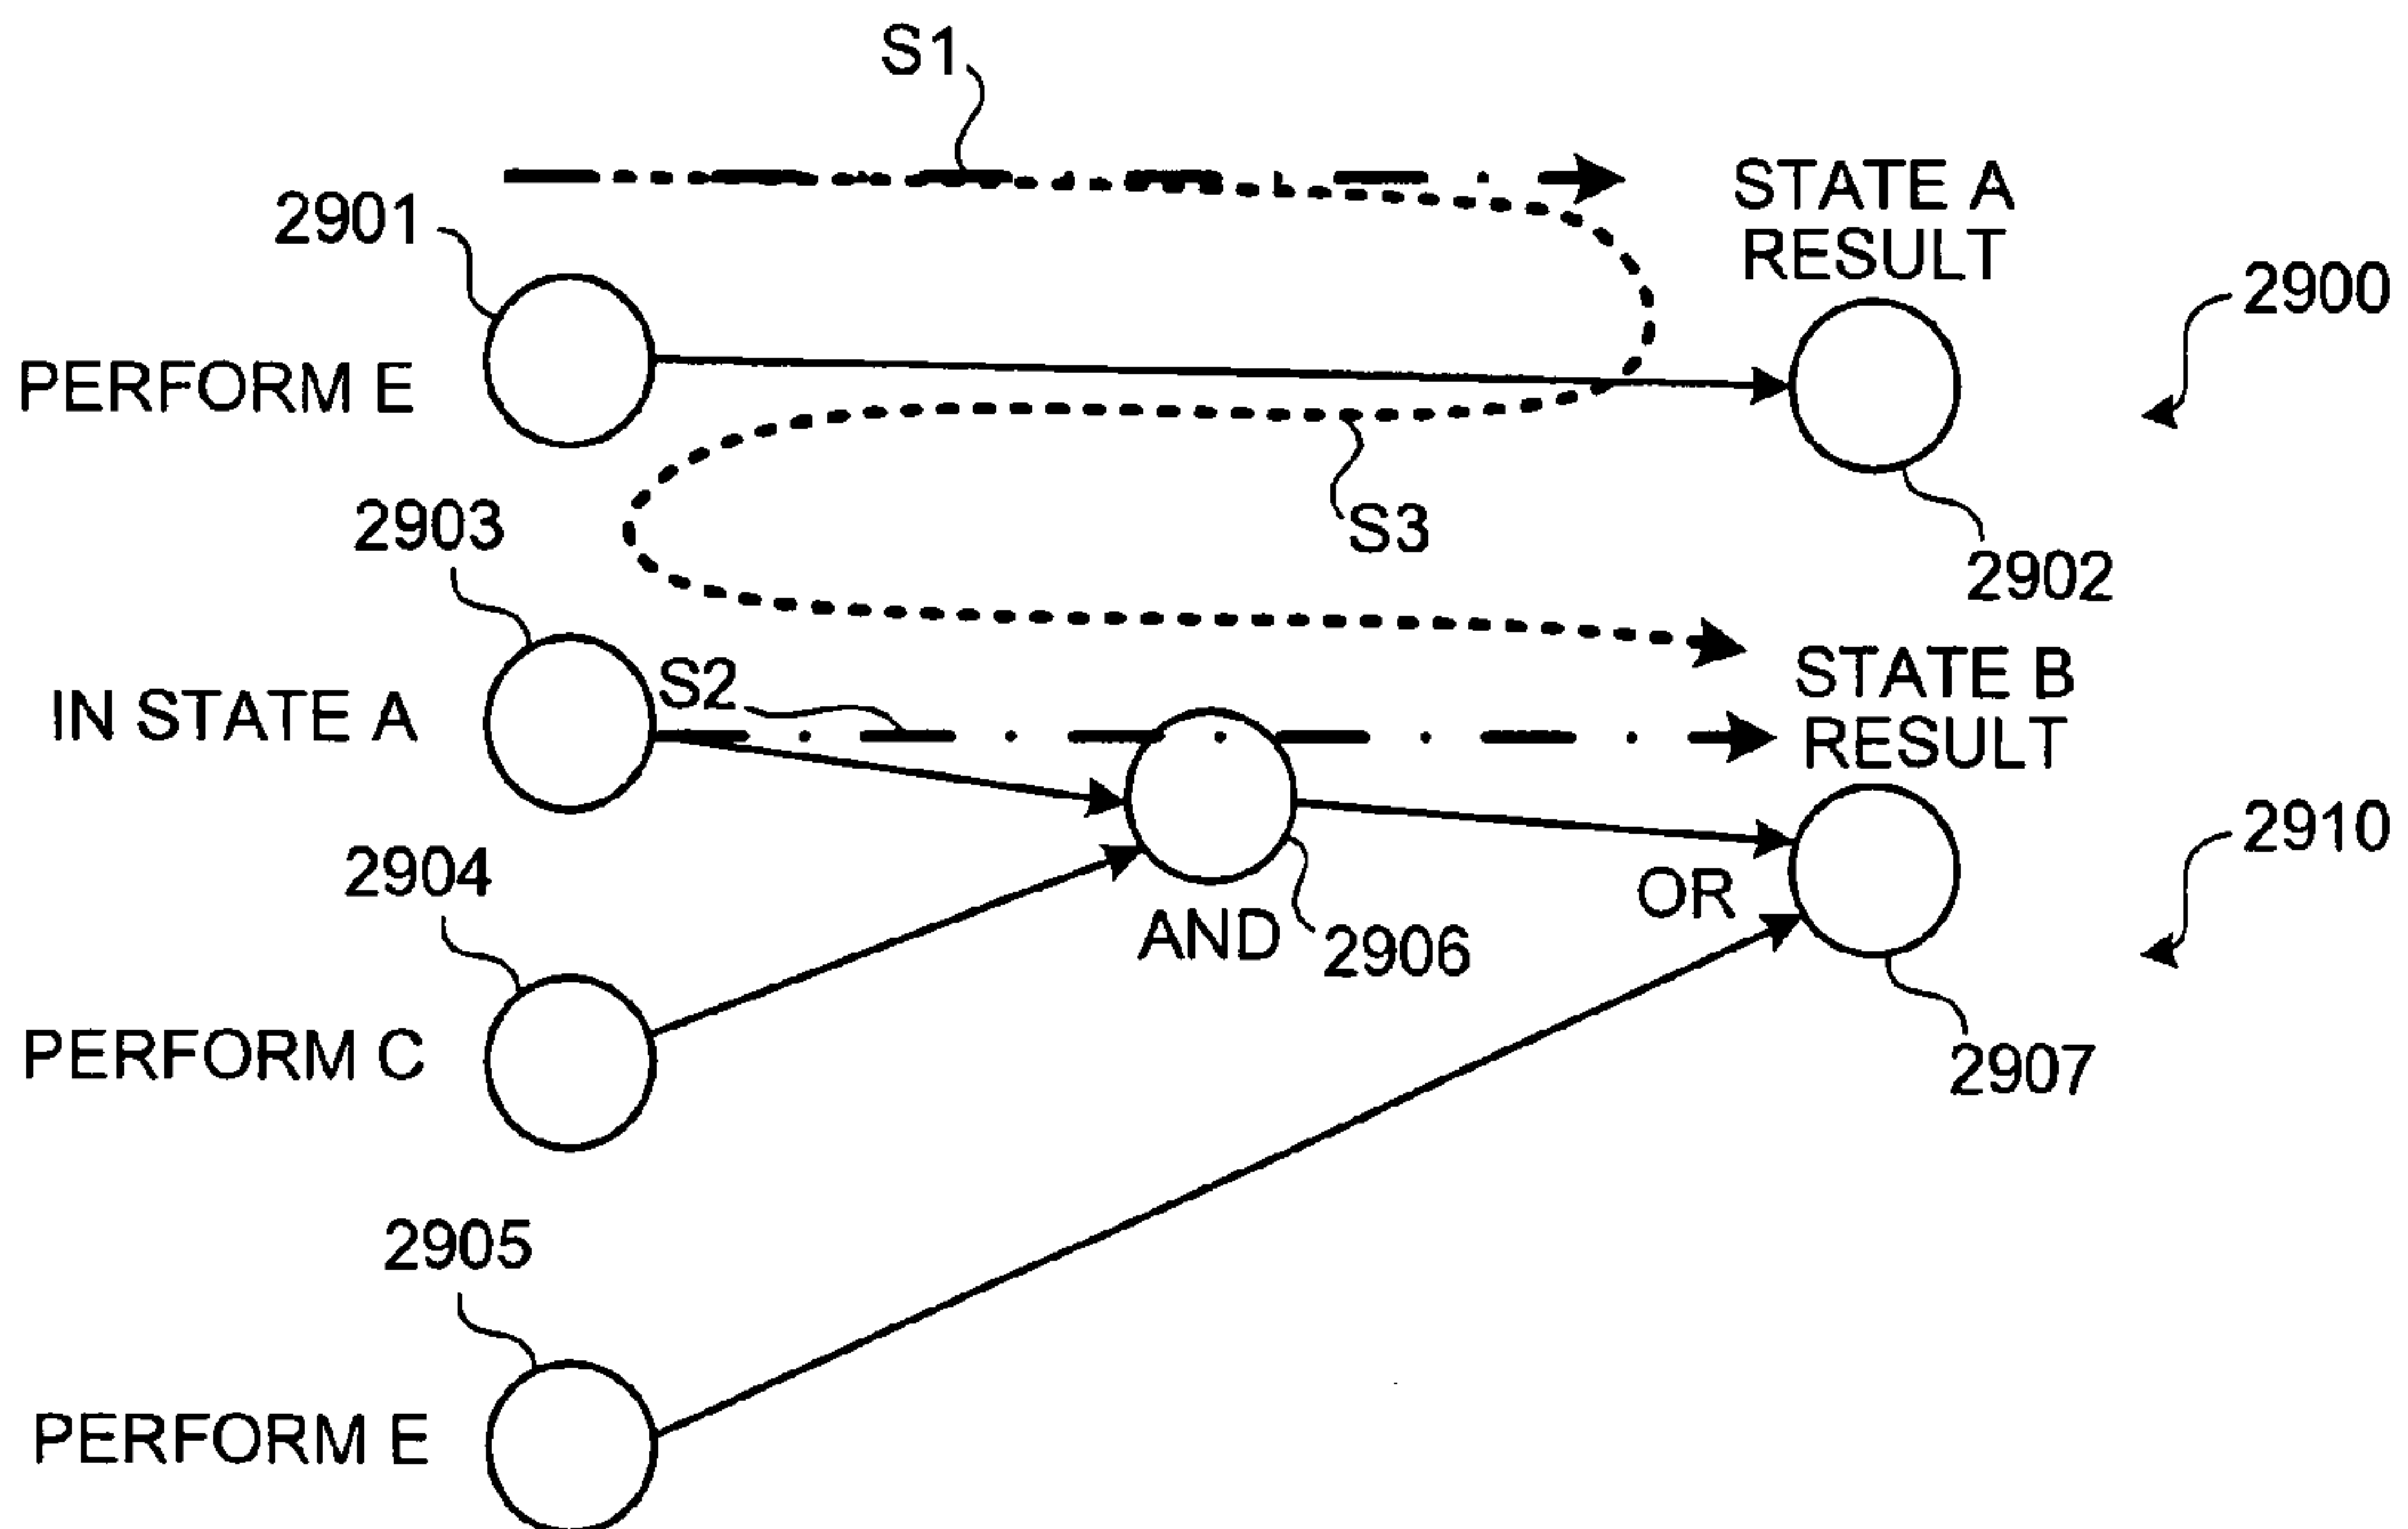 S1
2901
STATE A
RESULT
2900
PERFORM E
2903
S3
2902
S2
STATE B
RESULT
IN STATE A
2910
2904
OR
AND
2906
PERFORM C
2907
2905
PERFORM E